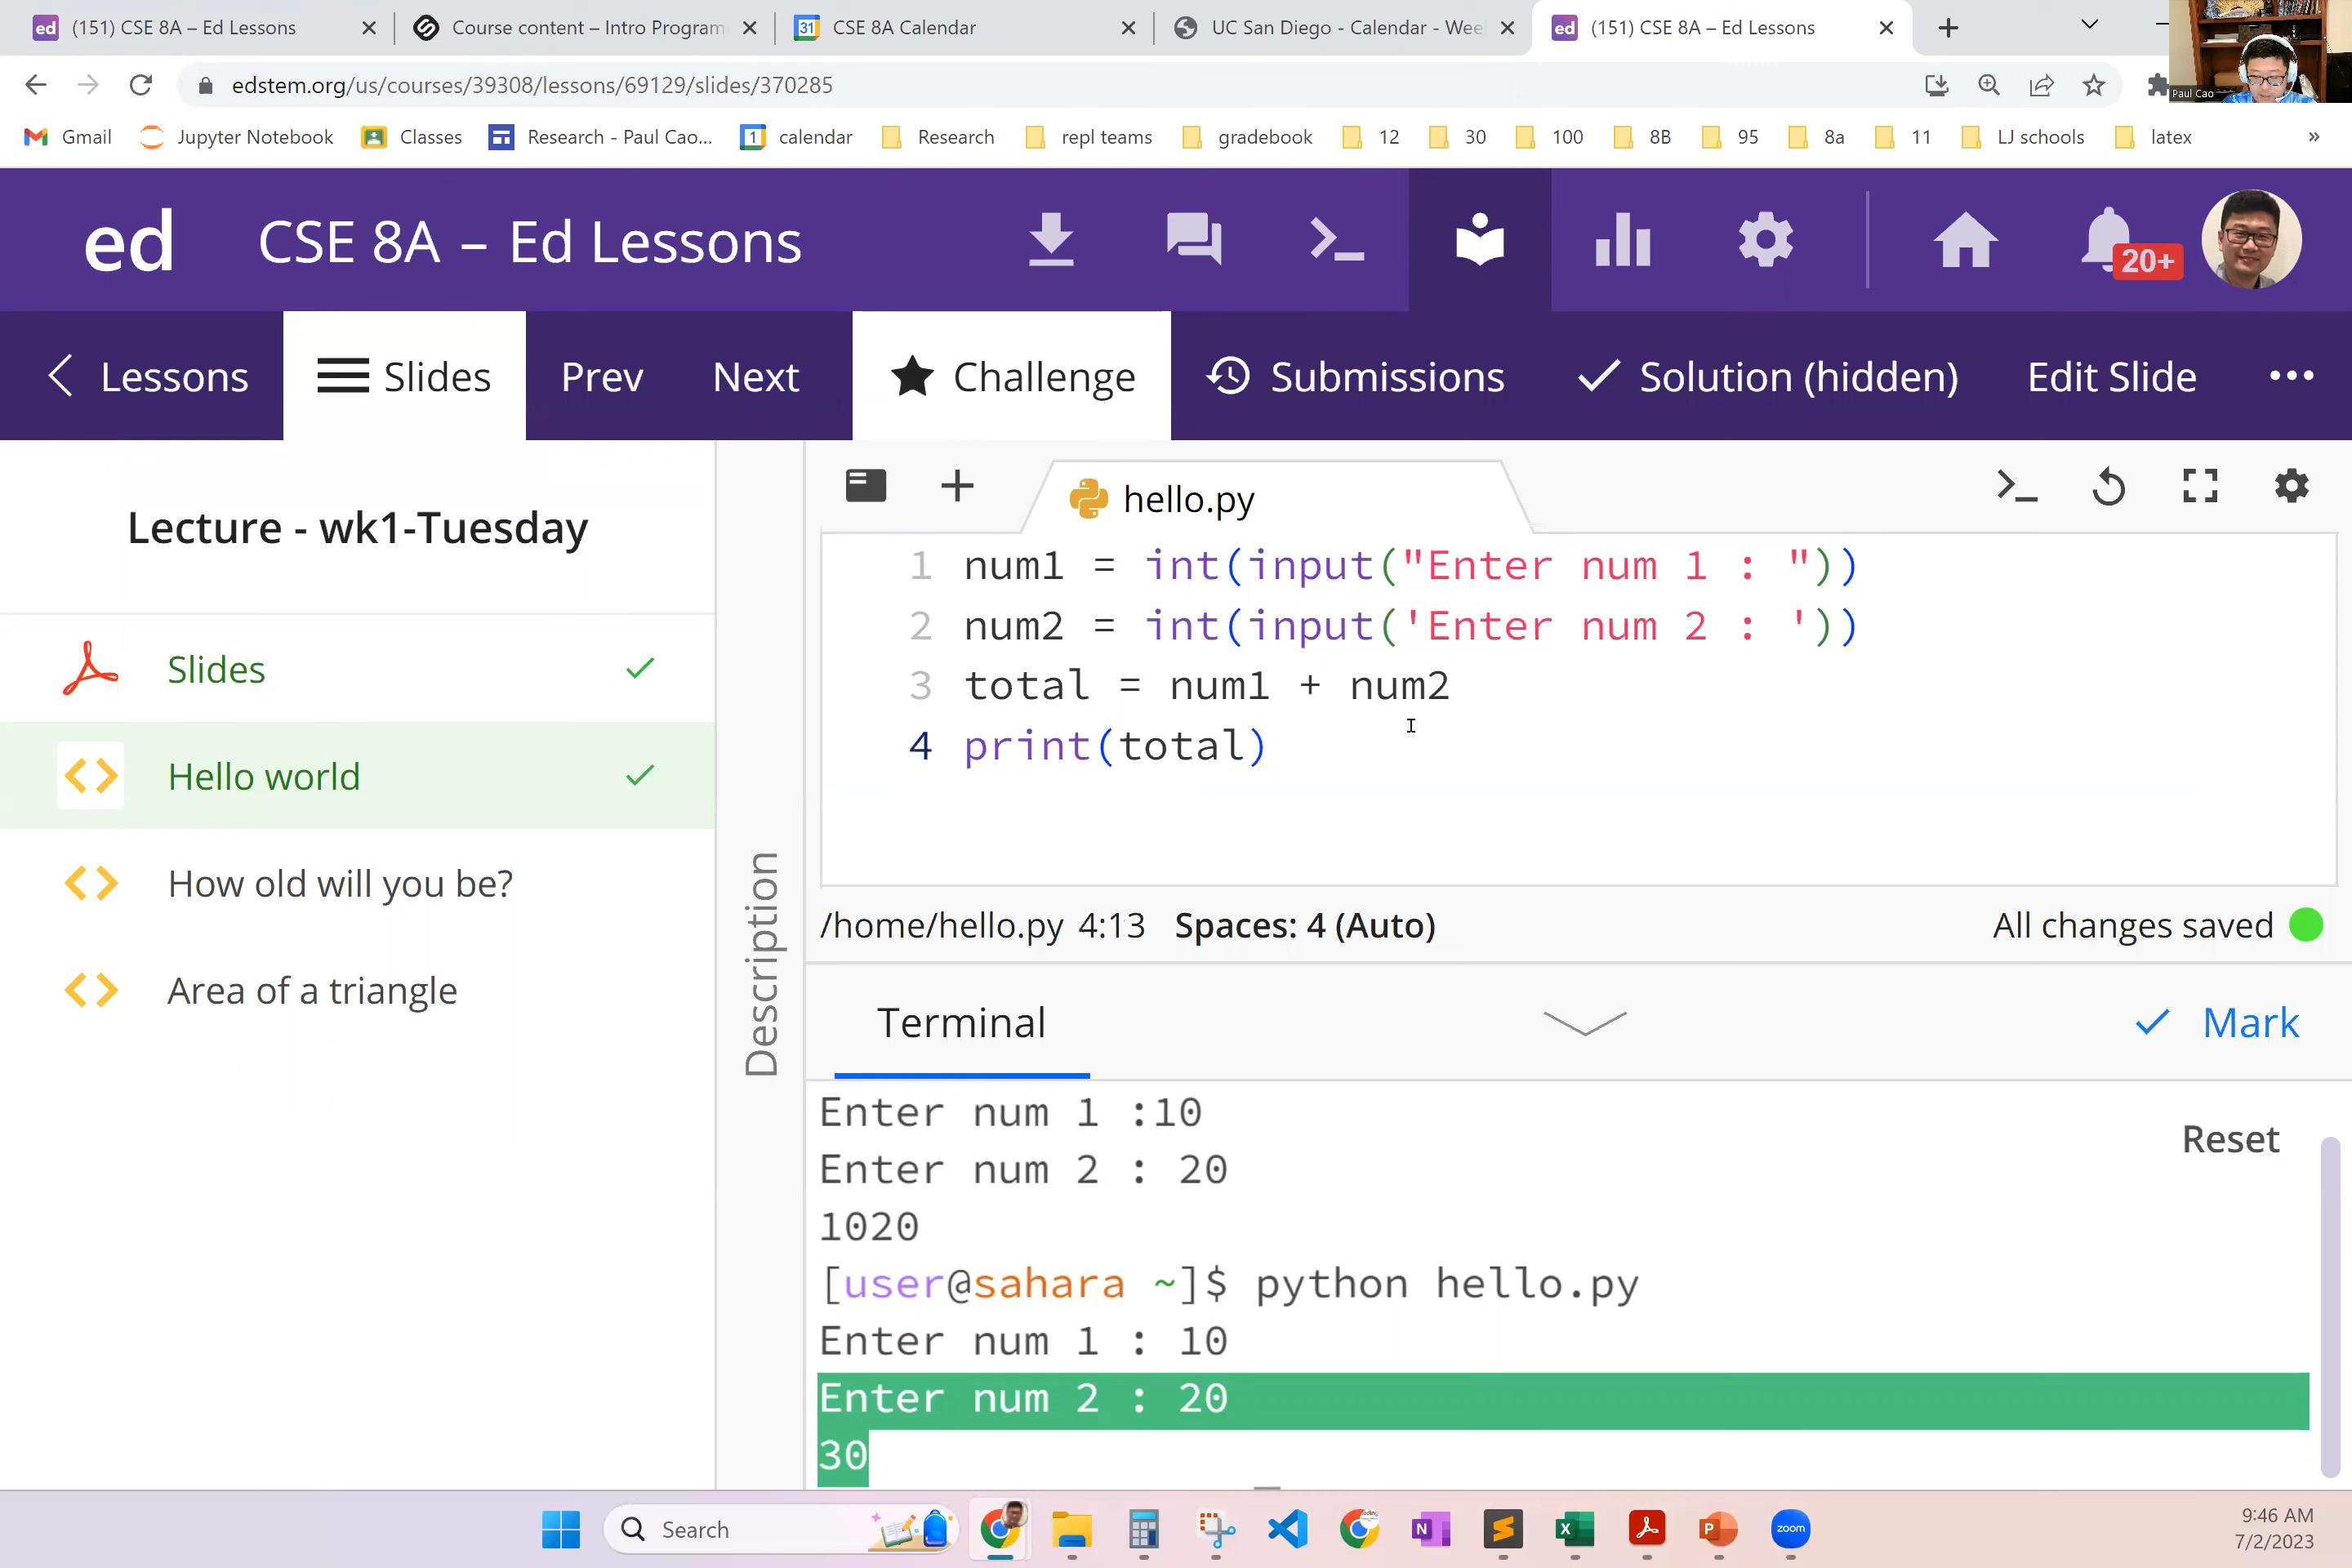 ed (151) CSE 8A – Ed Lessons
Course content – Intro Program
31 CSE 8A Calendar
UC San Diego - Calendar - Wee
ed (151) CSE 8A – Ed Lessons
edstem.org/us/courses/39308/lessons/69129/slides/370285
Paul Cao
Gmail
Jupyter Notebook
Classes
Research - Paul Cao...
1 calendar
Research
repl teams
gradebook
12
30
100
8B
95
8a
11
LJ schools
latex
»
ed CSE 8A – Ed Lessons
20+
Lessons
Slides
Prev
Next
Challenge
Submissions
Solution (hidden)
Edit Slide
Lecture - wk1-Tuesday
Slides
Hello world
How old will you be?
Area of a triangle
Description
hello.py
1 num1 = int(input("Enter num 1 : "))
2 num2 = int(input('Enter num 2 : '))
3 total = num1 + num2
4 print(total)
/home/hello.py 4:13 Spaces: 4 (Auto)
All changes saved
Terminal
Mark
Reset
Enter num 1 :10
Enter num 2 : 20
1020
[user@sahara ~]$ python hello.py
Enter num 1 : 10
Enter num 2 : 20
30
Search
N
X
P
zoom
9:46 AM
7/2/2023